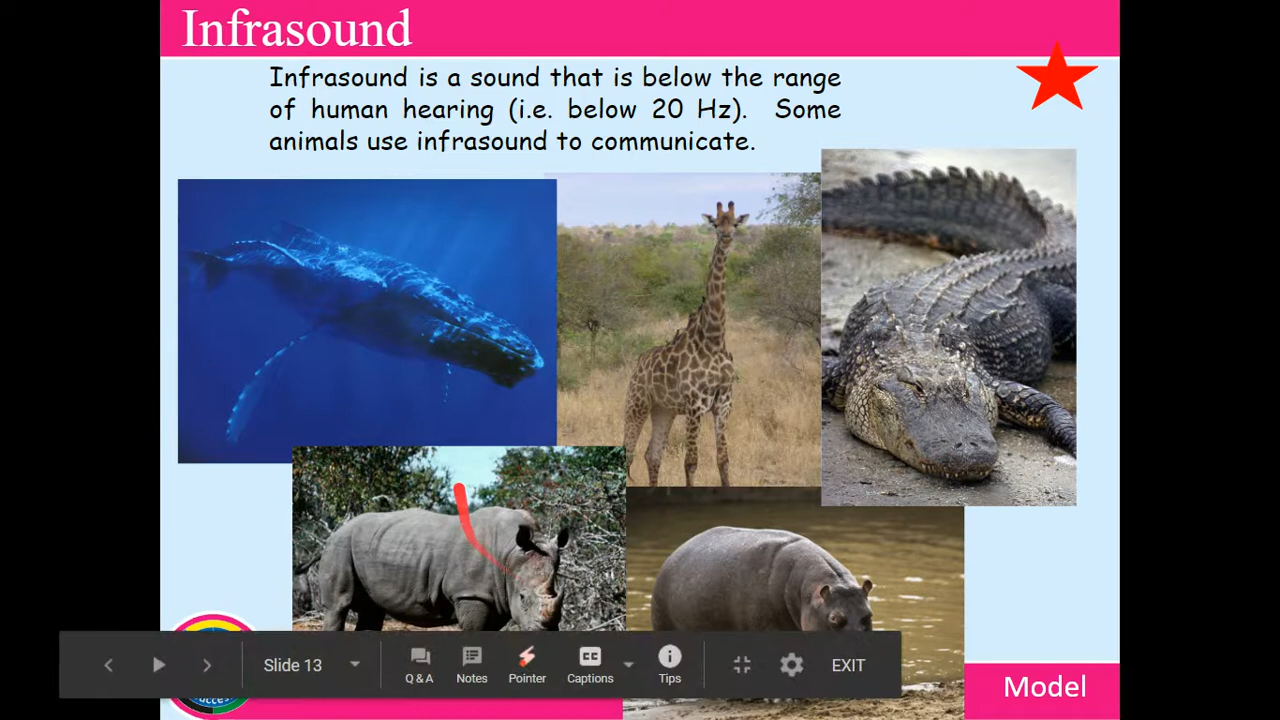 Infrasound
Infrasound is a sound that is below the range
of human hearing (i.e. below 20 Hz). Some
animals use infrasound to communicate.
Slide 13
Q & A
Notes
Pointer
CC
Captions
Tips
EXIT
Model